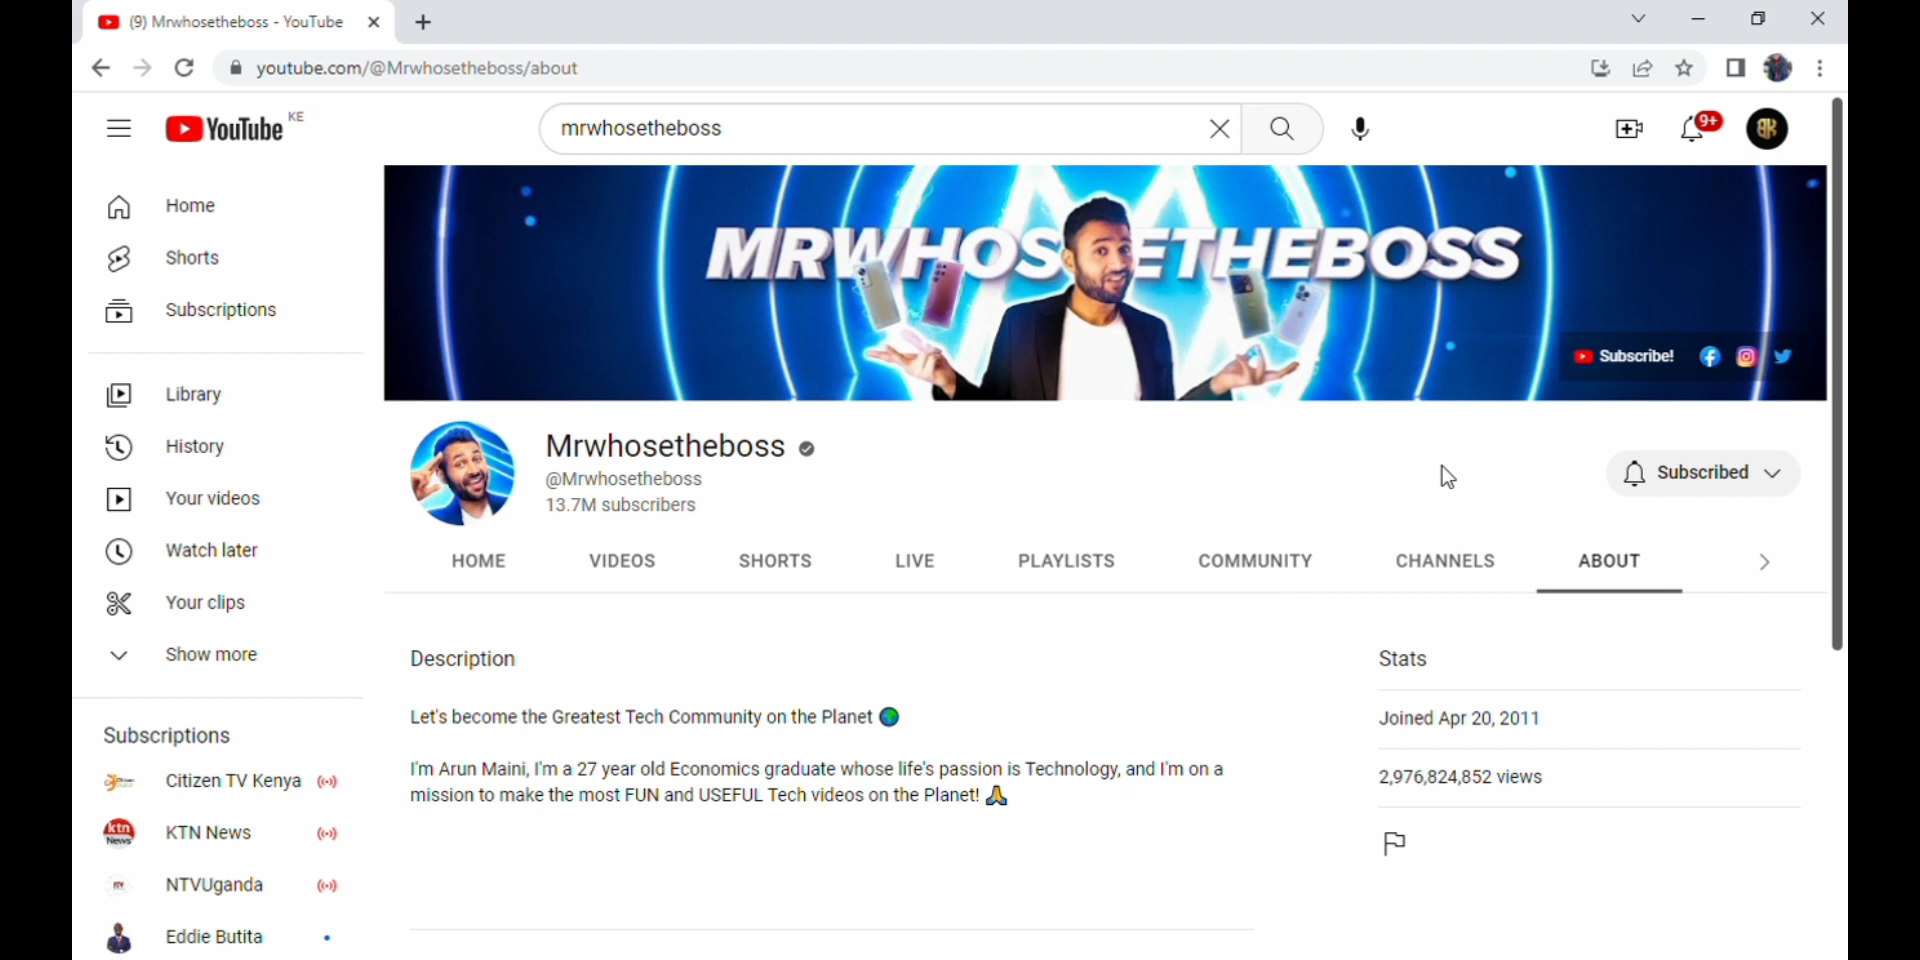 (9) Mrwhosetheboss - YouTube
youtube.com/@Mrwhosetheboss/about
YouTube KE
mrwhosetheboss
9+
Home
Shorts
Subscriptions
Library
History
Your videos
Watch later
Your clips
Show more
Subscriptions
Citizen TV Kenya
ktn News
KTN News
NTVUganda
Eddie Butita
MRWHOSETHEBOSS
Subscribe!
Mrwhosetheboss
@Mrwhosetheboss
13.7M subscribers
Subscribed
HOME VIDEOS SHORTS LIVE PLAYLISTS COMMUNITY CHANNELS ABOUT
Description
Let's become the Greatest Tech Community on the Planet 🌍
I'm Arun Maini, I'm a 27 year old Economics graduate whose life's passion is Technology, and I'm on a
mission to make the most FUN and USEFUL Tech videos on the Planet! 🙏
Stats
Joined Apr 20, 2011
2,976,824,852 views